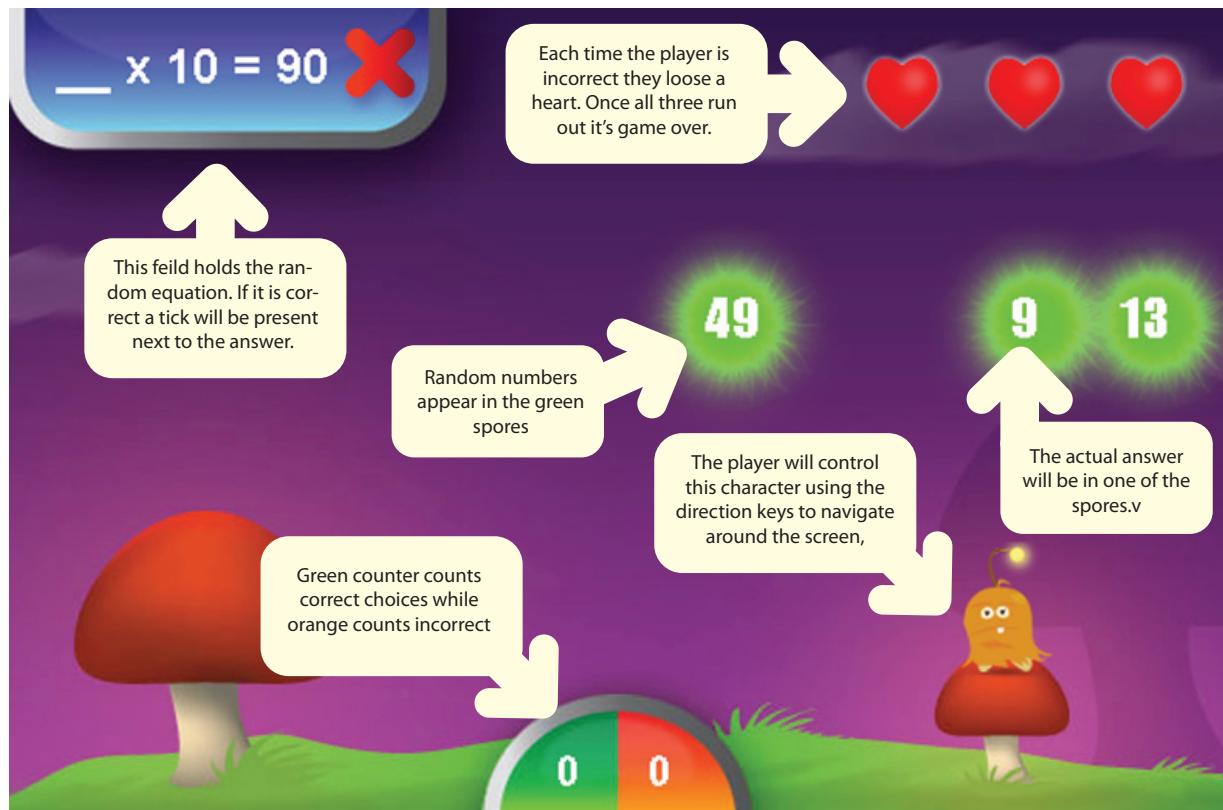 __ x 10 = 90
Each time the player is
incorrect they loose a
heart. Once all three run
out it's game over.
This feild holds the ran-
dom equation. If it is cor-
rect a tick will be present
next to the answer.
49
9
13
Random numbers
appear in the green
spores
The player will control
this character using the
direction keys to navigate
around the screen,
The actual answer
will be in one of the
spores.v
Green counter counts
correct choices while
orange counts incorrect
0
0